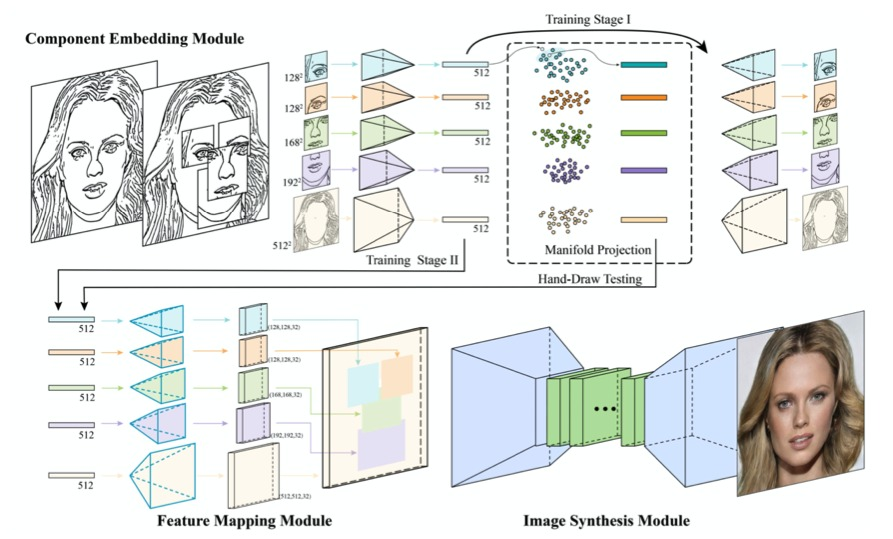 Training Stage I
Component Embedding Module
128²
512
128²
512
168²
512
192²
512
512²
512
Manifold Projection
Training Stage II
Hand-Draw Testing
512
(128,128,32)
512
(128,128,32)
512
(168,168,32)
512
(192,192,32)
512
(512,512,32)
Feature Mapping Module
Image Synthesis Module